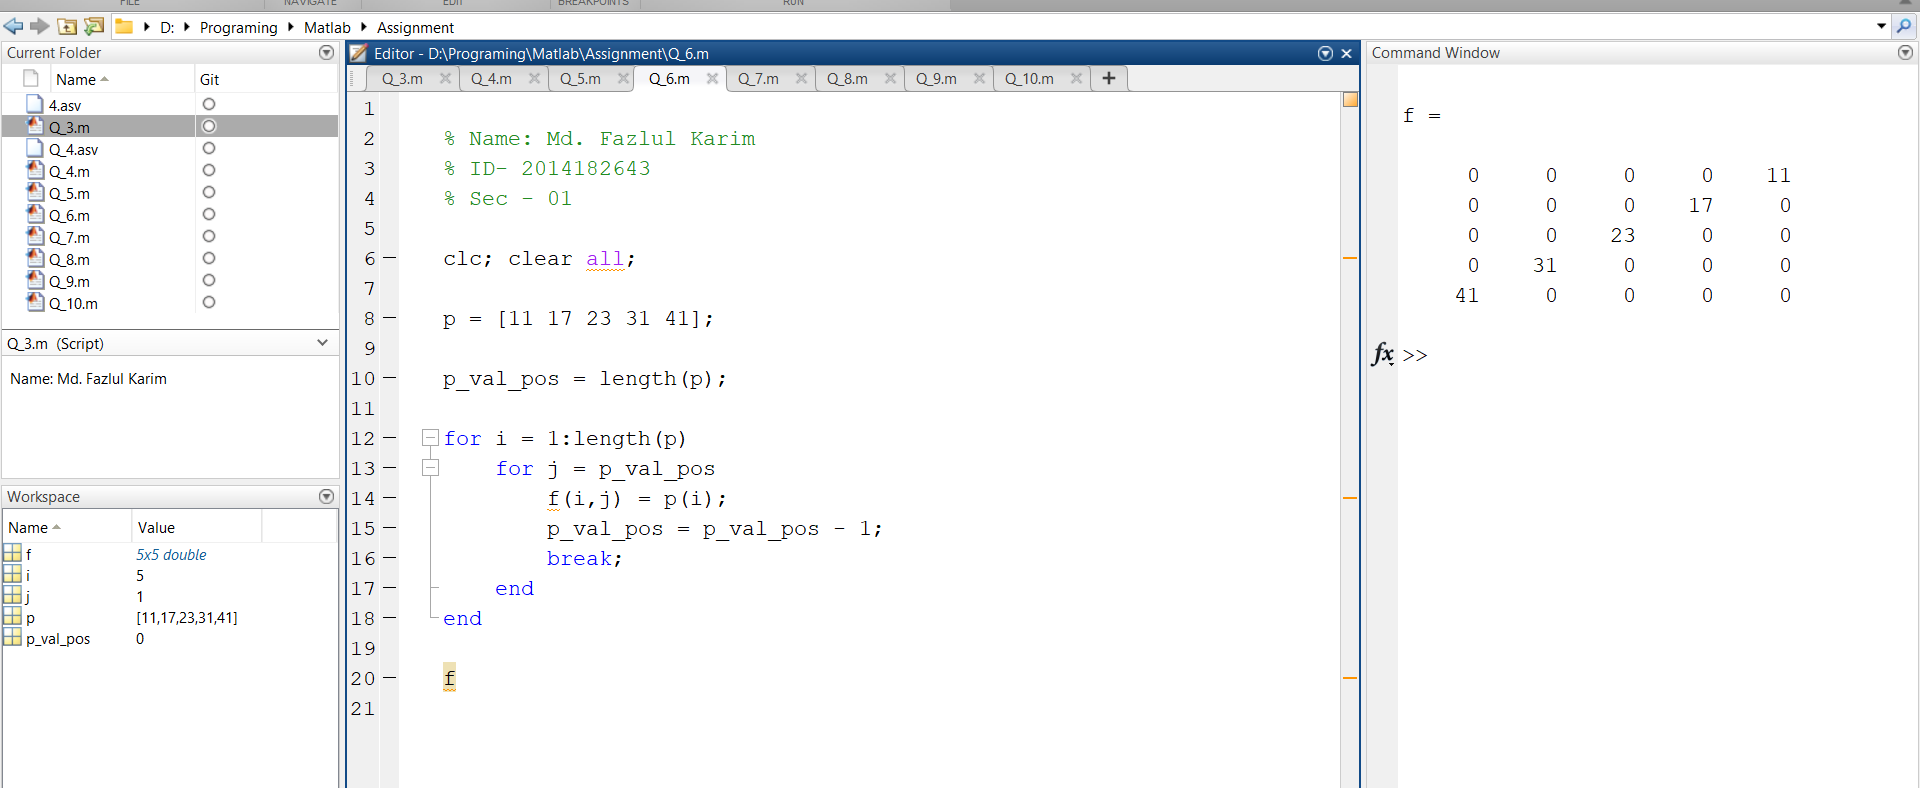 FILE NAVIGATE EDIT BREAKPOINTS RUN
D: Programing Matlab Assignment
Current Folder
Name Git
4.asv
Q_3.m
Q_4.asv
Q_4.m
Q_5.m
Q_6.m
Q_7.m
Q_8.m
Q_9.m
Q_10.m
Q_3.m (Script)
Name: Md. Fazlul Karim
Workspace
Name Value
f 5x5 double
i 5
j 1
p [11,17,23,31,41]
p_val_pos 0
Editor - D:\Programing\Matlab\Assignment\Q_6.m
Q_3.m Q_4.m Q_5.m Q_6.m Q_7.m Q_8.m Q_9.m Q_10.m +
1
2 % Name: Md. Fazlul Karim
3 % ID- 2014182643
4 % Sec - 01
5
6 clc; clear all;
7
8 p = [11 17 23 31 41];
9
10 p_val_pos = length(p);
11
12 for i = 1:length(p)
13 for j = p_val_pos
14 f(i,j) = p(i);
15 p_val_pos = p_val_pos - 1;
16 break;
17 end
18 end
19
20 f
21
Command Window
f =
0 0 0 0 11
0 0 0 17 0
0 0 23 0 0
0 31 0 0 0
41 0 0 0 0
fx >>